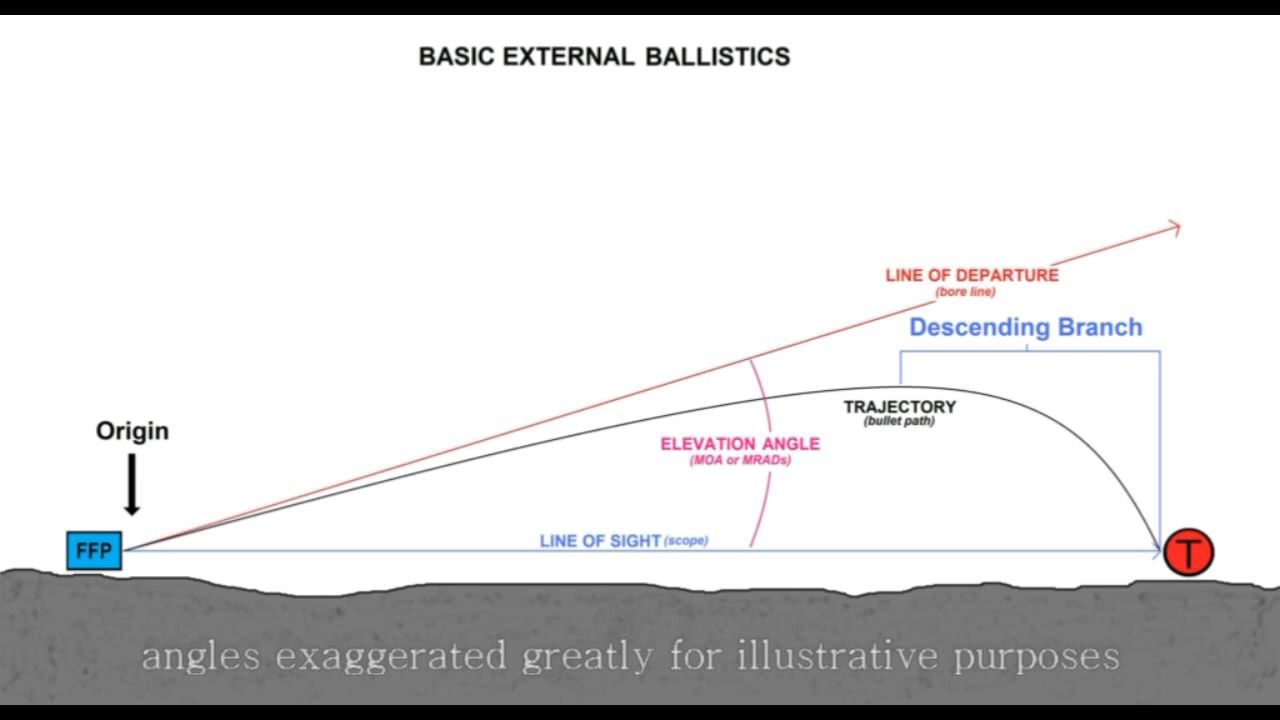 BASIC EXTERNAL BALLISTICS
LINE OF DEPARTURE
(bore line)
Descending Branch
TRAJECTORY
(bullet path)
Origin
ELEVATION ANGLE
(MOA or MRADs)
FFP
LINE OF SIGHT (scope)
T
angles exaggerated greatly for illustrative purposes